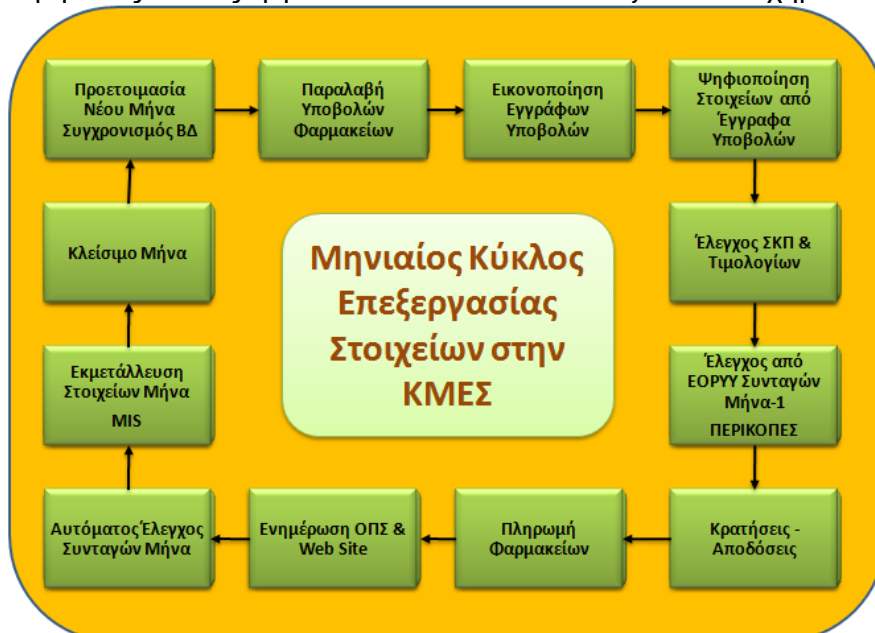 Προετοιμασία
Νέου Μήνα
Συγχρονισμός ΒΔ
Παραλαβή
Υποβολών
Φαρμακείων
Εικονοποίηση
Εγγράφων
Υποβολών
Ψηφιοποίηση
Στοιχείων από
Έγγραφα
Υποβολών
Έλεγχος ΣΚΠ &
Τιμολογίων
Έλεγχος από
ΕΟΡΥΥ Συνταγών
Μήνα-1
ΠΕΡΙΚΟΠΕΣ
Κρατήσεις -
Αποδόσεις
Πληρωμή
Φαρμακείων
Ενημέρωση ΟΠΣ &
Web Site
Αυτόματος Έλεγχος
Συνταγών Μήνα
Εκμετάλλευση
Στοιχείων Μήνα
MIS
Κλείσιμο Μήνα
Μηνιαίος Κύκλος
Επεξεργασίας
Στοιχείων στην
ΚΜΕΣ